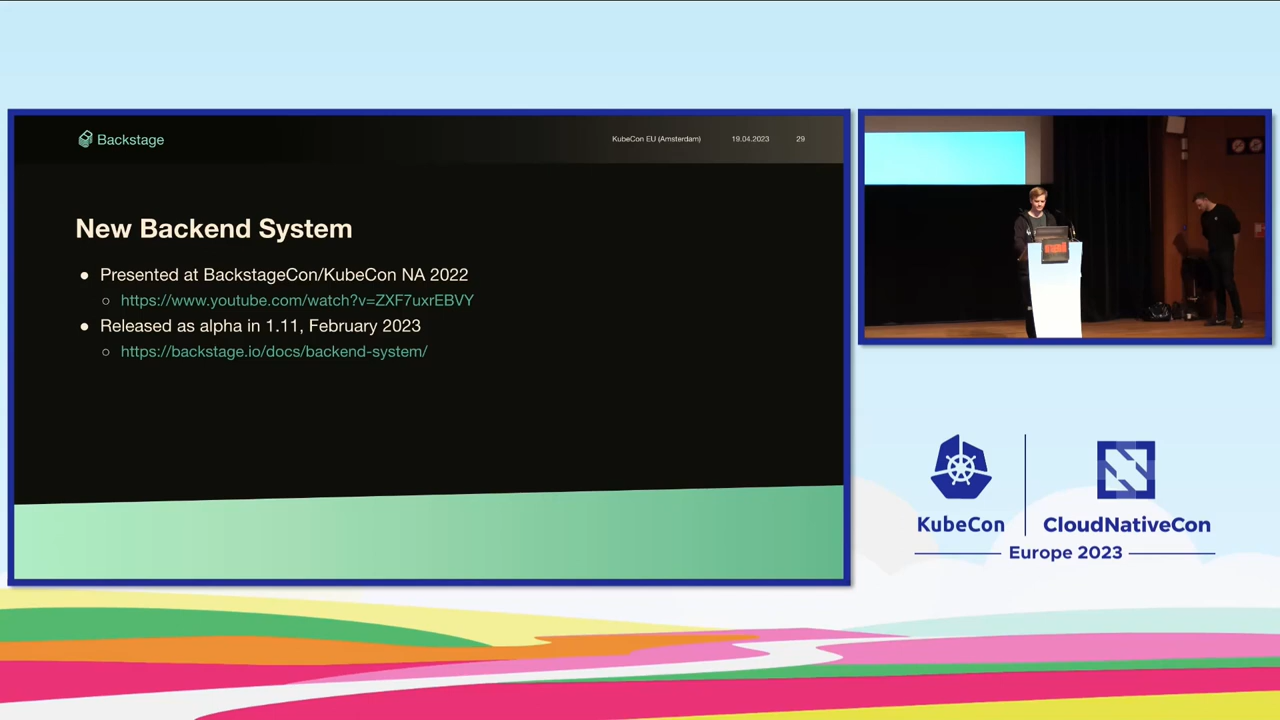 Backstage
KubeCon EU (Amsterdam) 19.04.2023 29
New Backend System
● Presented at BackstageCon/KubeCon NA 2022
○ https://www.youtube.com/watch?v=ZXF7uxrEBVY
● Released as alpha in 1.11, February 2023
○ https://backstage.io/docs/backend-system/
KubeCon
CloudNativeCon
Europe 2023